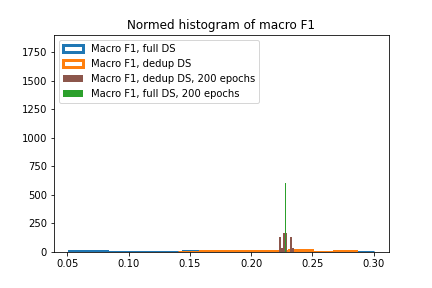 Normed histogram of macro F1
1750
1500
1250
1000
750
500
250
0
Macro F1, full DS
Macro F1, dedup DS
Macro F1, dedup DS, 200 epochs
Macro F1, full DS, 200 epochs
0.05 0.10 0.15 0.20 0.25 0.30